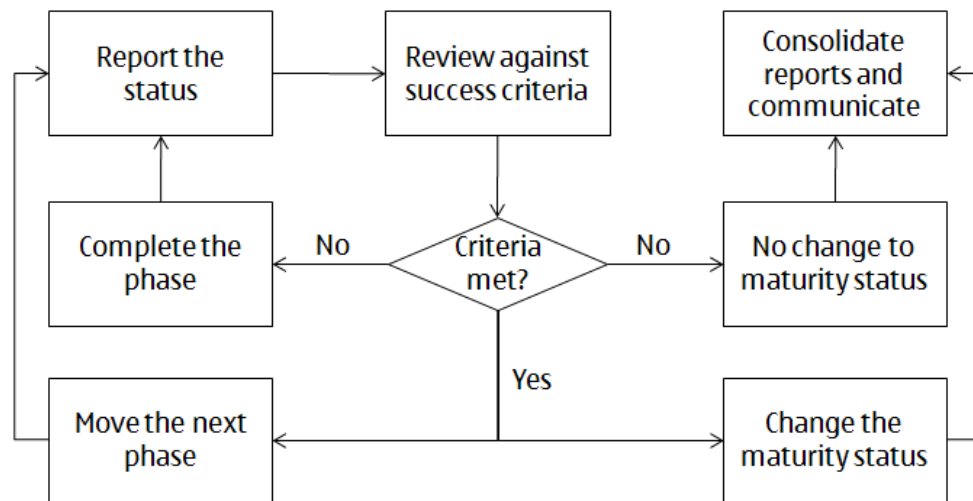 Report the
status
Review against
success criteria
Consolidate
reports and
communicate
Complete the
phase
No
Criteria
met?
No
No change to
maturity status
Yes
Move the next
phase
Change the
maturity status